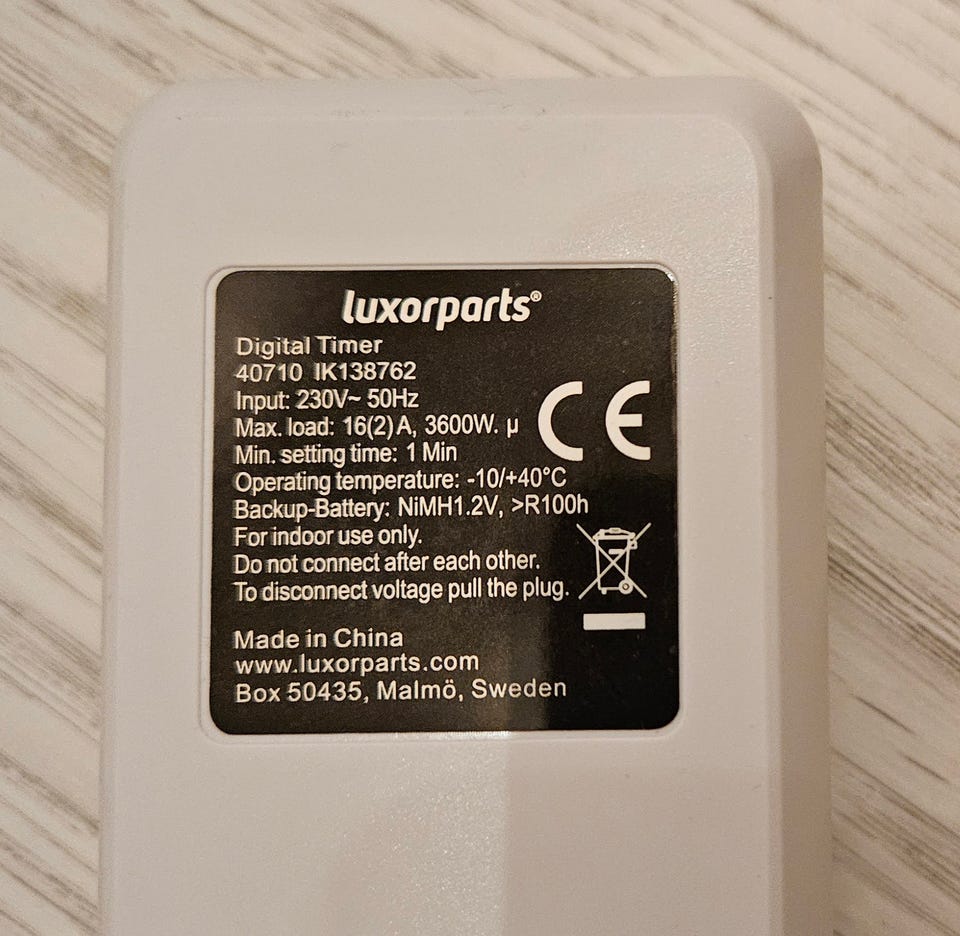 luxorparts®
Digital Timer
40710 IK138762
Input: 230V~ 50Hz
Max. load: 16(2)A, 3600W. µ
Min. setting time: 1 Min
Operating temperature: -10/+40°C
Backup-Battery: NiMH1.2V, >R100h
For indoor use only.
Do not connect after each other.
To disconnect voltage pull the plug.
CE
Made in China
www.luxorparts.com
Box 50435, Malmö, Sweden